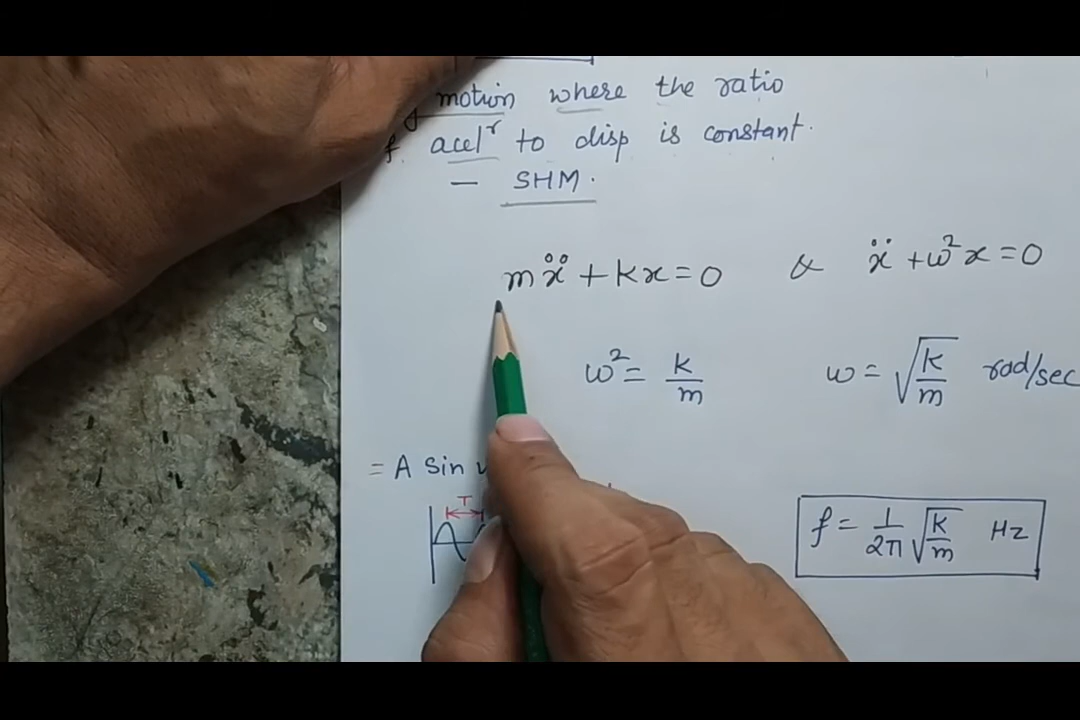 motion where the ratio
acelʳ to disp is constant.
— SHM.
mẍ + kx = 0 & ẍ + ω²x = 0
ω² = k/m ω = √(k/m) rad/sec
= A sin
T
f = 1/2π √(k/m) Hz